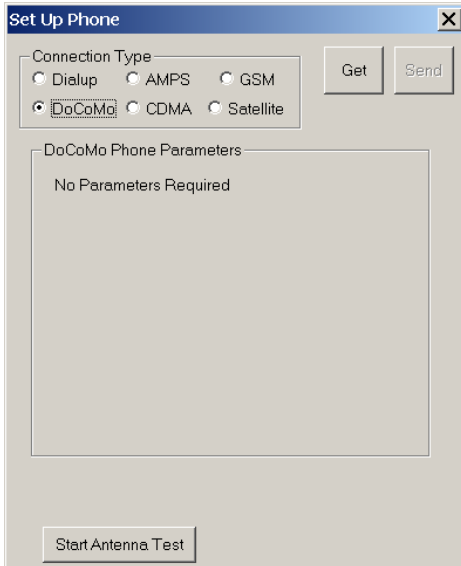 Set Up Phone
Connection Type
Dialup AMPS GSM
DoCoMo CDMA Satellite
Get Send
DoCoMo Phone Parameters
No Parameters Required
Start Antenna Test